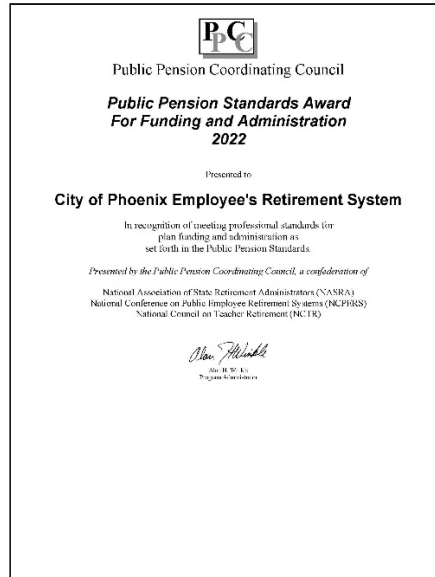 PPCC
Public Pension Coordinating Council
Public Pension Standards Award
For Funding and Administration
2022
Presented to
City of Phoenix Employee's Retirement System
In recognition of meeting professional standards for
plan funding and administration as
set forth in the Public Pension Standards.
Presented by the Public Pension Coordinating Council, a confederation of
National Association of State Retirement Administrators (NASRA)
National Conference on Public Employee Retirement Systems (NCPERS)
National Council on Teacher Retirement (NCTR)
Alan H. Winkle
Program Administrator